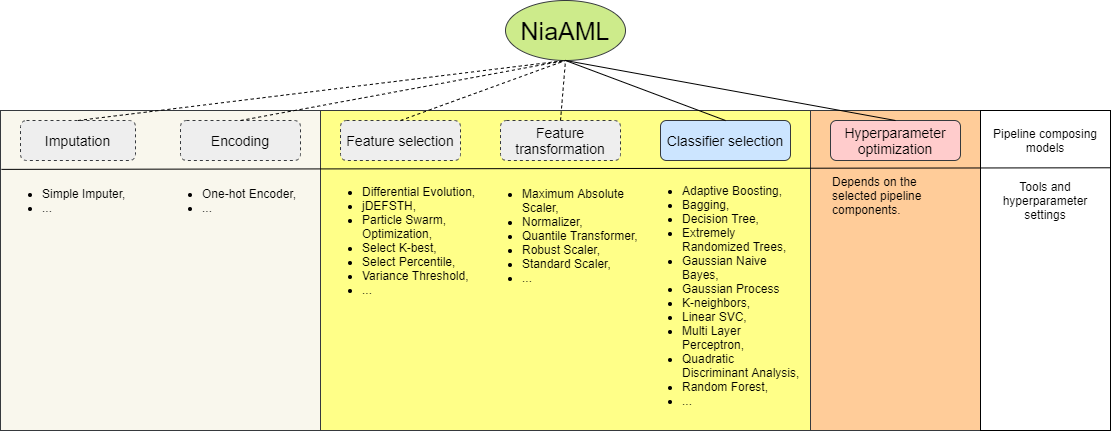 NiaAML
Imputation
Encoding
Feature selection
Feature
transformation
Classifier selection
Hyperparameter
optimization
Pipeline composing
models
Simple Imputer,
...
One-hot Encoder,
...
Differential Evolution,
jDEFSTH,
Particle Swarm,
Optimization,
Select K-best,
Select Percentile,
Variance Threshold,
...
Maximum Absolute
Scaler,
Normalizer,
Quantile Transformer,
Robust Scaler,
Standard Scaler,
...
Adaptive Boosting,
Bagging,
Decision Tree,
Extremely
Randomized Trees,
Gaussian Naive
Bayes,
Gaussian Process
K-neighbors,
Linear SVC,
Multi Layer
Perceptron,
Quadratic
Discriminant Analysis,
Random Forest,
...
Depends on the
selected pipeline
components.
Tools and
hyperparameter
settings